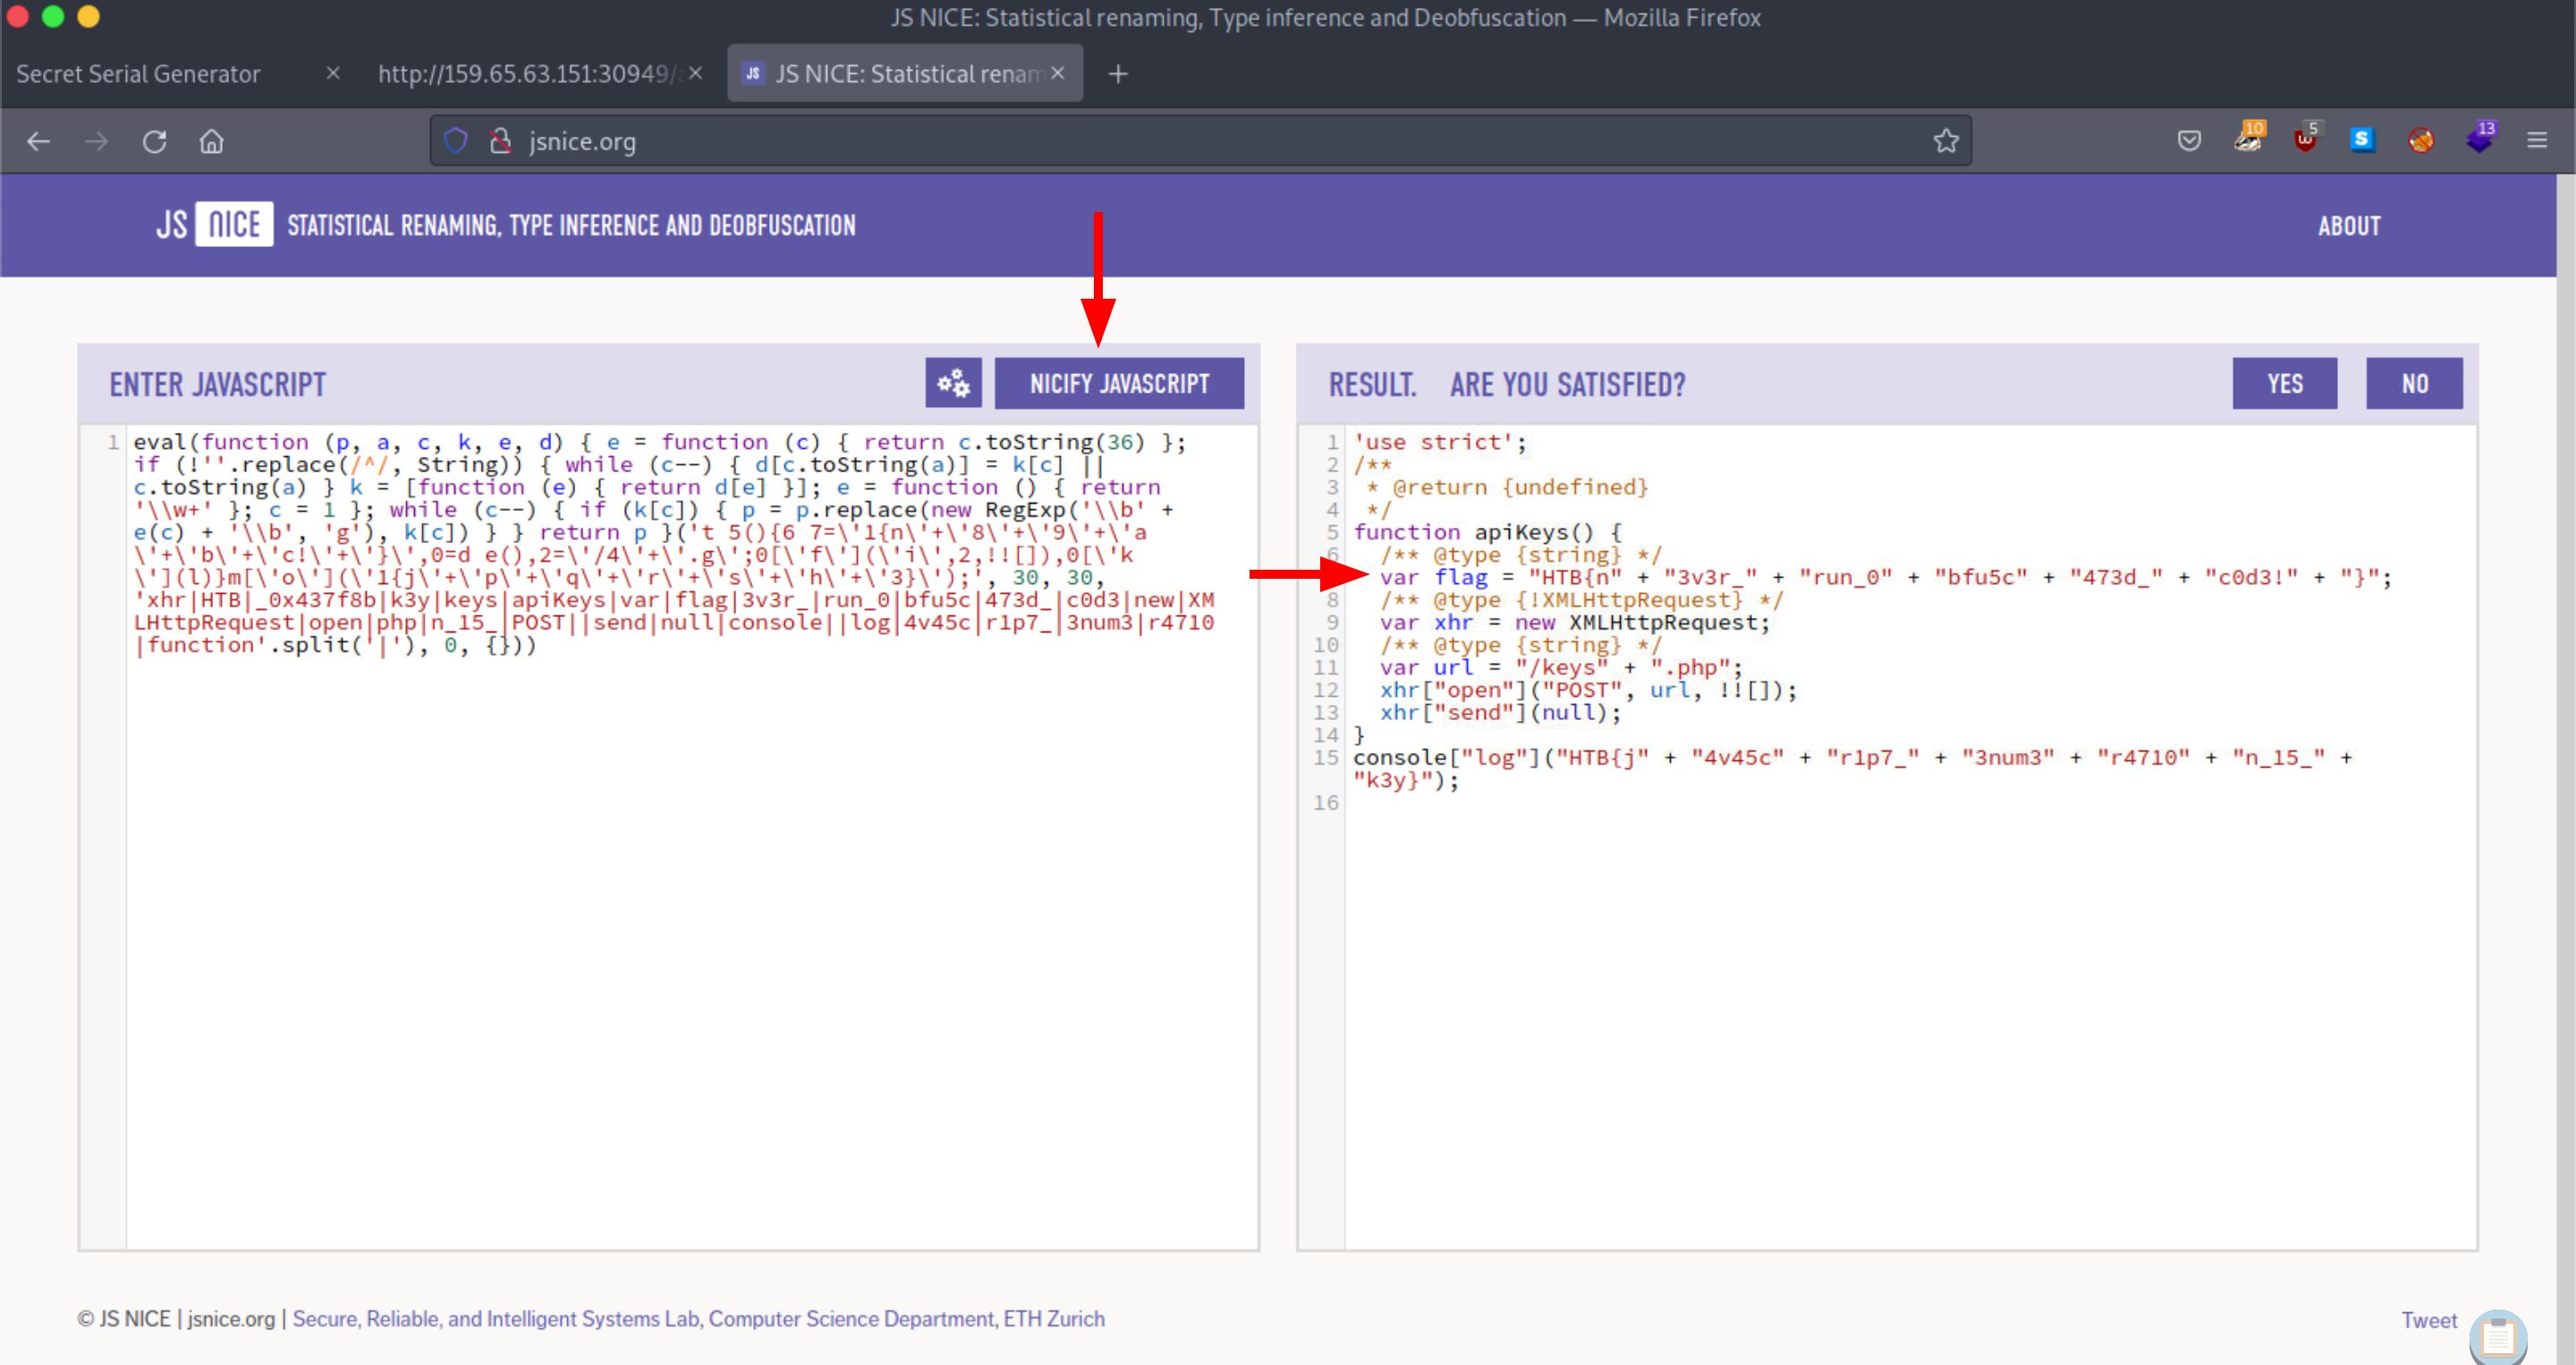 JS NICE: Statistical renaming, Type inference and Deobfuscation — Mozilla Firefox
Secret Serial Generator
http://159.65.63.151:30949/
JS NICE: Statistical renam
jsnice.org
10
5
13
JS NICE STATISTICAL RENAMING, TYPE INFERENCE AND DEOBFUSCATION
ABOUT
ENTER JAVASCRIPT
NICIFY JAVASCRIPT
1 eval(function (p, a, c, k, e, d) { e = function (c) { return c.toString(36) };
if (!''.replace(/^/, String)) { while (c--) { d[c.toString(a)] = k[c] ||
c.toString(a) } k = [function (e) { return d[e] }]; e = function () { return
'\\w+' }; c = 1 }; while (c--) { if (k[c]) { p = p.replace(new RegExp('\\b' +
e(c) + '\\b', 'g'), k[c]) } } return p }('t 5(){6 7=\'1{n\'+\'8\'+\'9\'+\'a
\'+\'b\'+\'c!\'+\'}\',0=d e(),2=\'/4\'+\'.g\';0[\'f\'](\'i\',2,!![]),0[\'k
\'](l)}m[\'o\'](\'1{j\'+\'p\'+\'q\'+\'r\'+\'s\'+\'h\'+\'3}\');', 30, 30,
'xhr|HTB|_0x437f8b|k3y|keys|apiKeys|var|flag|3v3r_|run_0|bfu5c|473d_|c0d3|new|XM
LHttpRequest|open|php|n_15_|POST||send|null|console||log|4v45c|r1p7_|3num3|r4710
|function'.split('|'), 0, {}))
RESULT. ARE YOU SATISFIED?
YES
NO
1 'use strict';
2 /**
3 * @return {undefined}
4 */
5 function apiKeys() {
6 /** @type {string} */
var flag = "HTB{n" + "3v3r_" + "run_0" + "bfu5c" + "473d_" + "c0d3!" + "}";
8 /** @type {!XMLHttpRequest} */
9 var xhr = new XMLHttpRequest;
10 /** @type {string} */
11 var url = "/keys" + ".php";
12 xhr["open"]("POST", url, !![]);
13 xhr["send"](null);
14 }
15 console["log"]("HTB{j" + "4v45c" + "r1p7_" + "3num3" + "r4710" + "n_15_" +
"k3y}");
16
© JS NICE | jsnice.org | Secure, Reliable, and Intelligent Systems Lab, Computer Science Department, ETH Zurich
Tweet